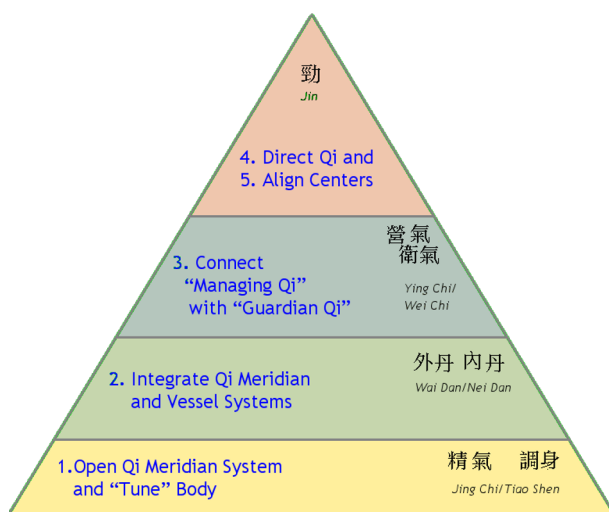 勁
Jin
4. Direct Qi and
5. Align Centers
營氣
衛氣
3. Connect
“Managing Qi”
with “Guardian Qi”
Ying Chi/
Wei Chi
外丹 內丹
2. Integrate Qi Meridian
and Vessel Systems
Wai Dan/Nei Dan
精氣 調身
1.Open Qi Meridian System
and “Tune” Body
Jing Chi/Tiao Shen